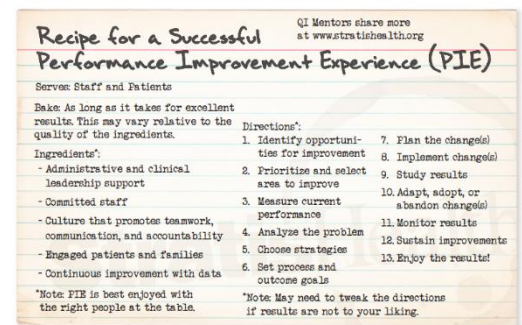 Recipe for a Successful
Performance Improvement Experience (PIE)
QI Mentors share more
at www.stratishealth.org
Serves: Staff and Patients
Bake: As long as it takes for excellent
results. This may vary relative to the
quality of the ingredients.
Ingredients*:
- Administrative and clinical
leadership support
- Committed staff
- Culture that promotes teamwork,
communication, and accountability
- Engaged patients and families
- Continuous improvement with data
*Note: PIE is best enjoyed with
the right people at the table.
Directions*:
1. Identify opportuni-
ties for improvement
2. Prioritize and select
area to improve
3. Measure current
performance
4. Analyze the problem
5. Choose strategies
6. Set process and
outcome goals
7. Plan the change(s)
8. Implement change(s)
9. Study results
10. Adapt, adopt, or
abandon change(s)
11. Monitor results
12. Sustain improvements
13. Enjoy the results!
*Note: May need to tweak the directions
if results are not to your liking.